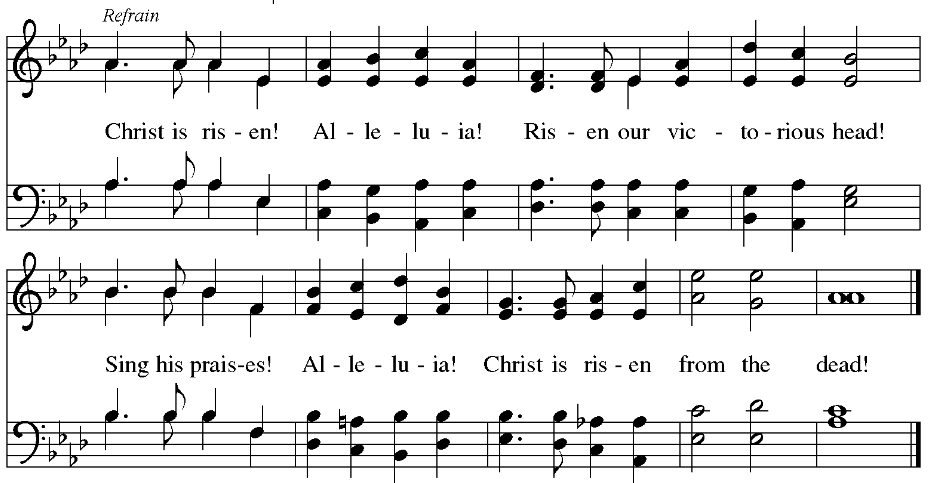 Refrain
Christ is ris - en! Al - le - lu - ia! Ris - en our vic - to - rious head!
Sing his prais-es! Al - le - lu - ia! Christ is ris - en from the dead!